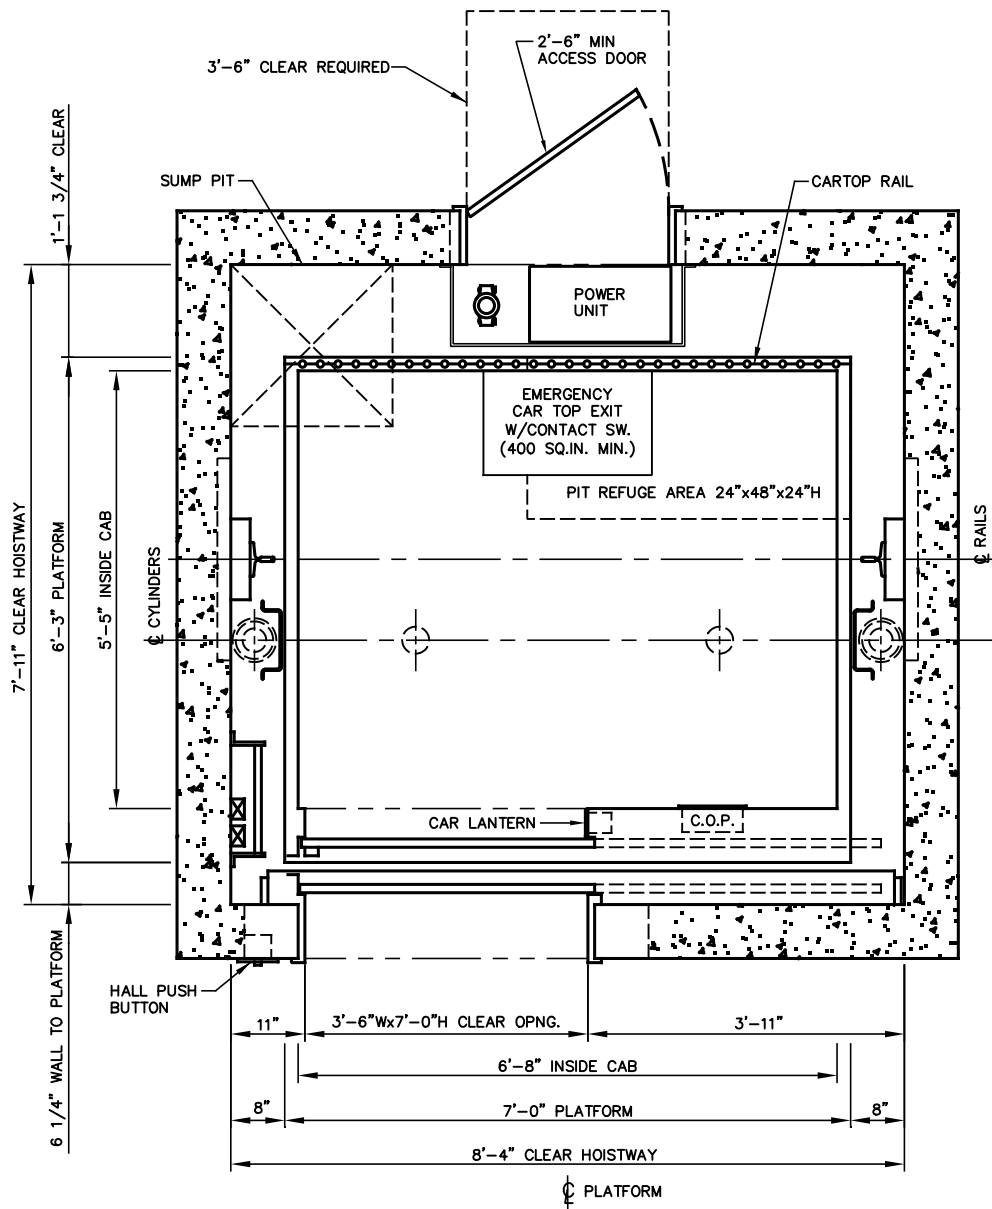 2'-6" MIN
ACCESS DOOR
3'-6" CLEAR REQUIRED
1'-1 3/4" CLEAR
SUMP PIT
CARTOP RAIL
POWER
UNIT
EMERGENCY
CAR TOP EXIT
W/CONTACT SW.
(400 SQ.IN. MIN.)
PIT REFUGE AREA 24"x48"x24"H
7'-11" CLEAR HOISTWAY
6'-3" PLATFORM
5'-5" INSIDE CAB
℄ CYLINDERS
℄ RAILS
CAR LANTERN
C.O.P.
6 1/4" WALL TO PLATFORM
HALL PUSH
BUTTON
11"
3'-6"Wx7'-0"H CLEAR OPNG.
3'-11"
6'-8" INSIDE CAB
8"
7'-0" PLATFORM
8"
8'-4" CLEAR HOISTWAY
℄ PLATFORM